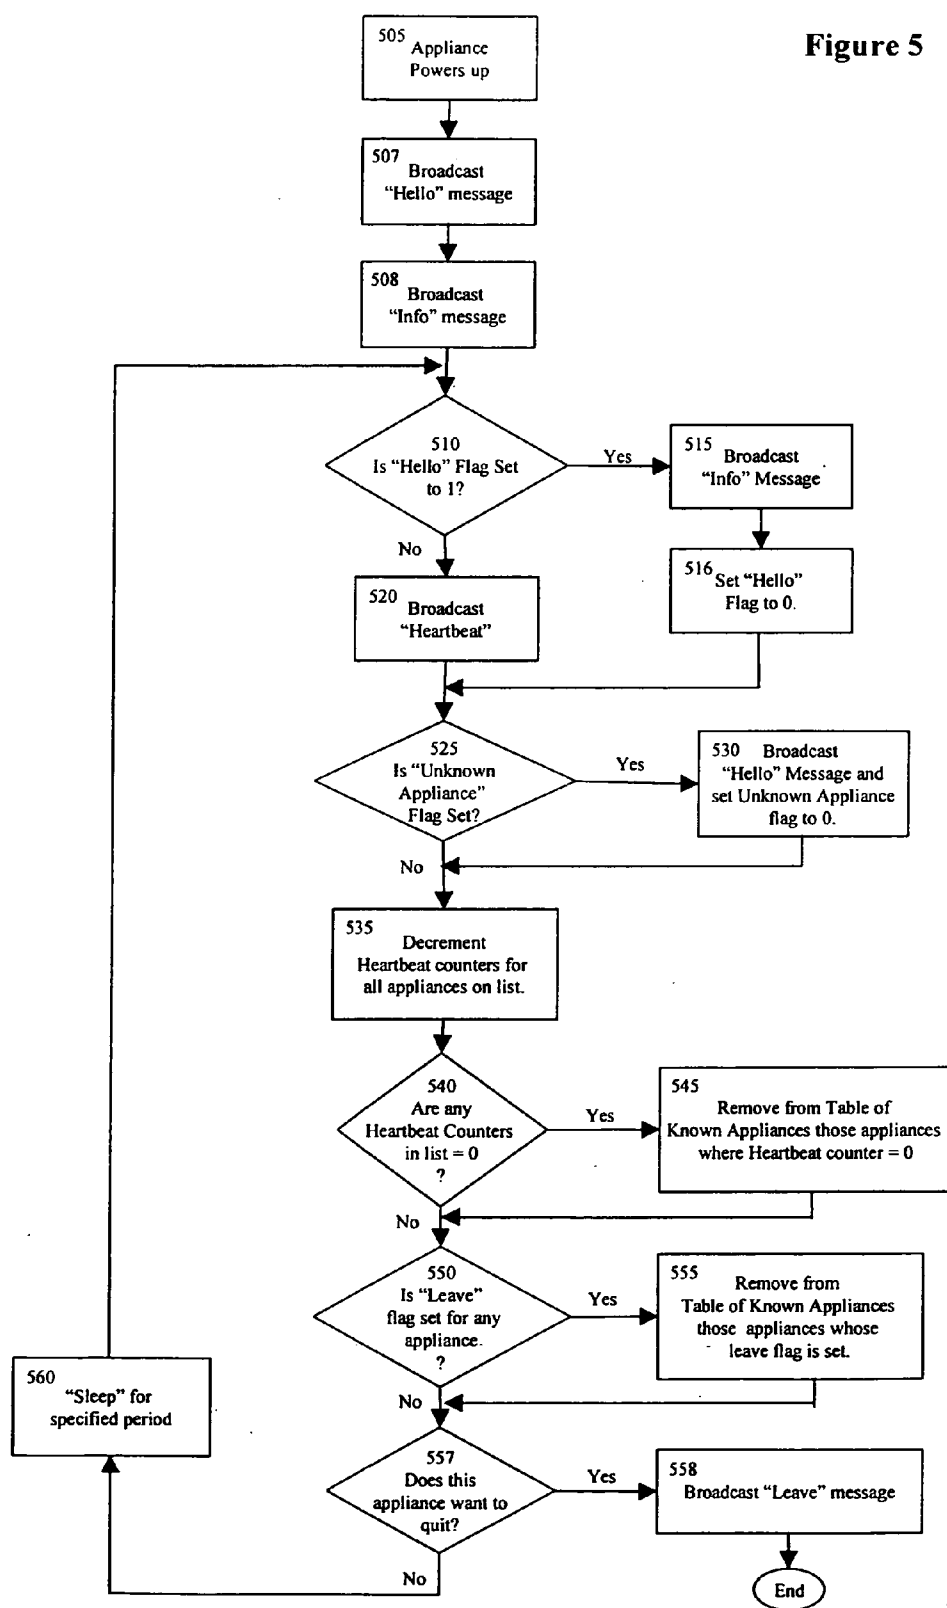 Figure 5
505
Appliance
Powers up
507
Broadcast
“Hello” message
508
Broadcast
“Info” message
510
Is “Hello” Flag Set
to 1?
Yes
515
Broadcast
“Info” Message
No
516
Set “Hello”
Flag to 0.
520
Broadcast
“Heartbeat”
525
Is “Unknown
Appliance”
Flag Set?
Yes
530
Broadcast
“Hello” Message and
set Unknown Appliance
flag to 0.
No
535
Decrement
Heartbeat counters for
all appliances on list.
540
Are any
Heartbeat Counters
in list = 0
?
Yes
545
Remove from Table of
Known Appliances those appliances
where Heartbeat counter = 0
No
550
Is “Leave”
flag set for any
appliance.
?
Yes
555
Remove from
Table of Known Appliances
those appliances whose
leave flag is set.
No
560
“Sleep” for
specified period
557
Does this
appliance want to
quit?
Yes
558
Broadcast “Leave” message
No
End